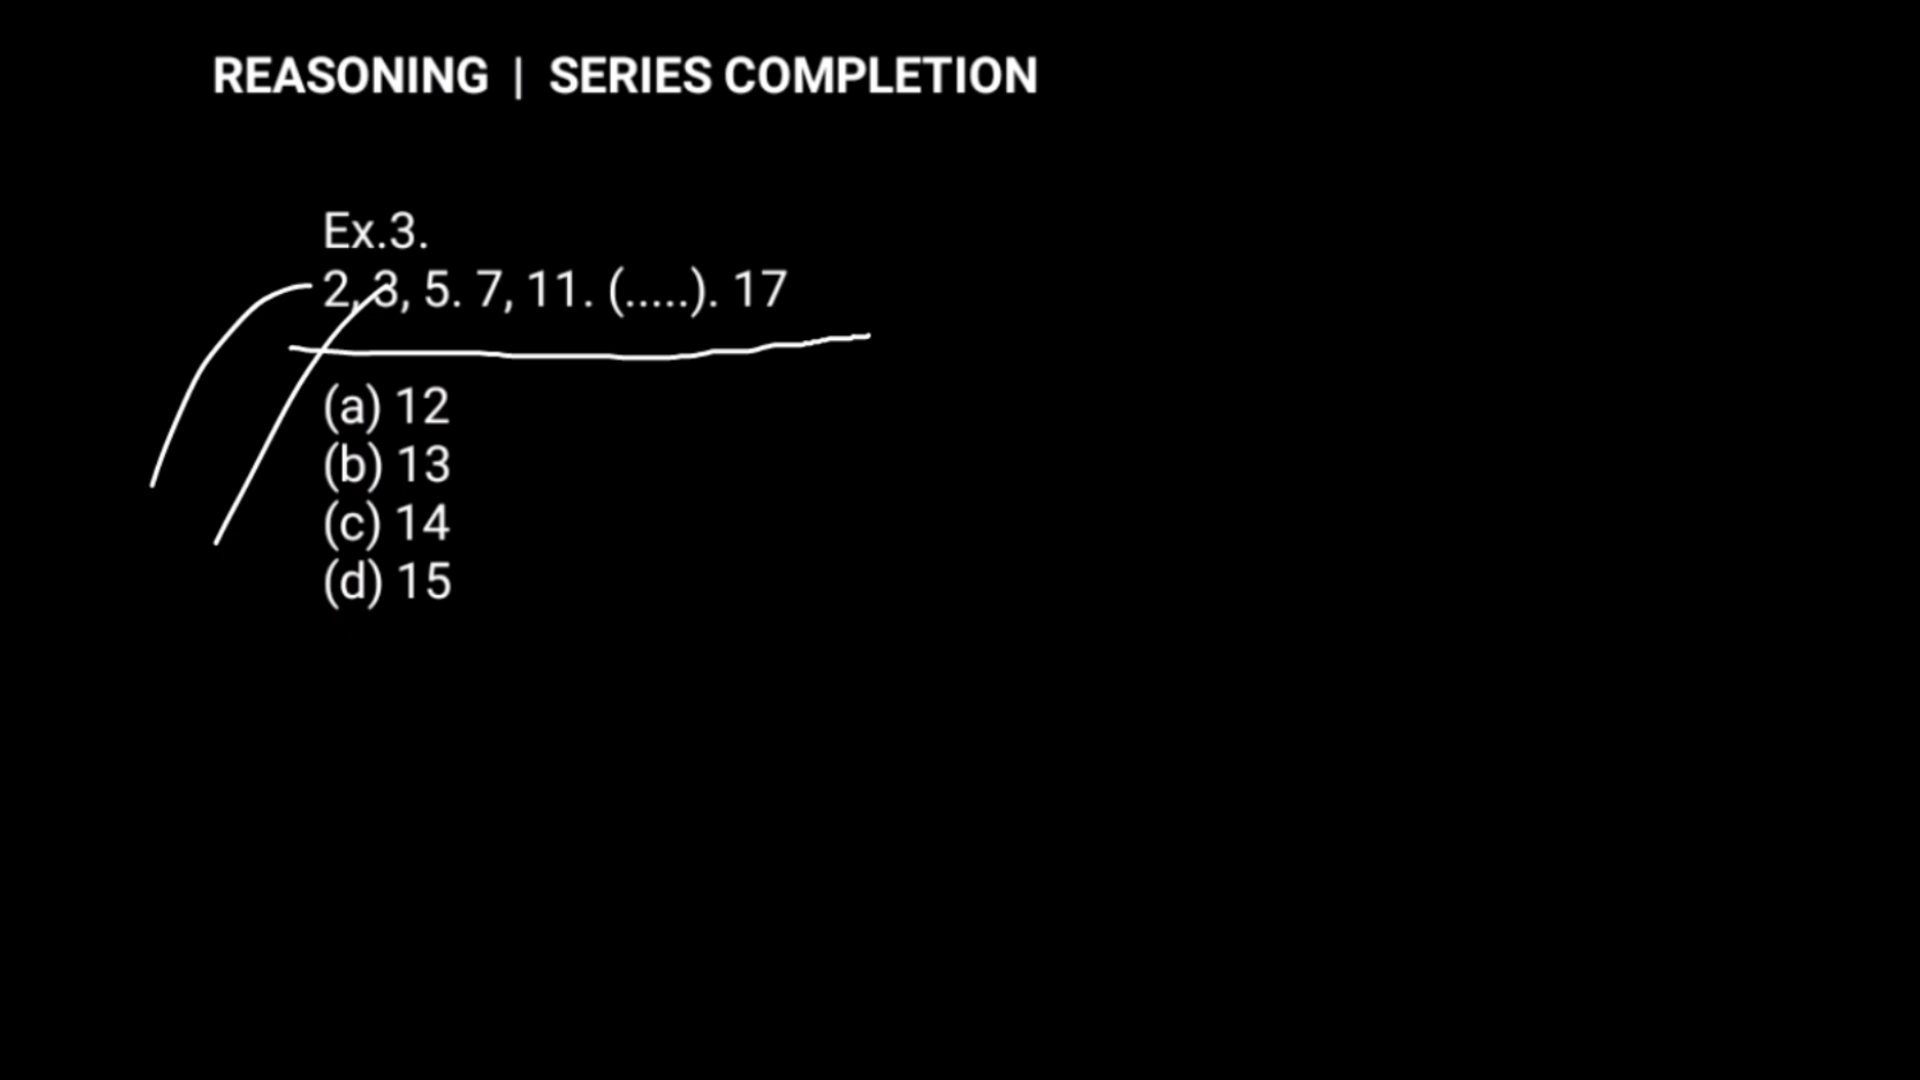 REASONING | SERIES COMPLETION
Ex.3.
2, 3, 5. 7, 11. (.....). 17
(a) 12
(b) 13
(c) 14
(d) 15